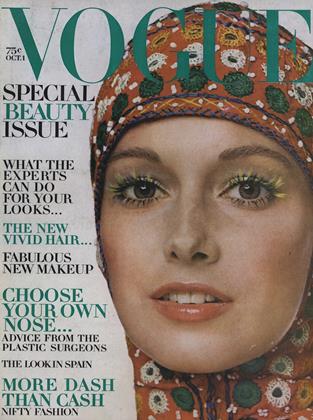 VOGUE
75¢
OCT. 1
SPECIAL
BEAUTY
ISSUE
WHAT THE
EXPERTS
CAN DO
FOR YOUR
LOOKS...
THE NEW
VIVID HAIR...
FABULOUS
NEW MAKEUP
CHOOSE
YOUR OWN
NOSE...
ADVICE FROM THE
PLASTIC SURGEONS
THE LOOK IN SPAIN
MORE DASH
THAN CASH
NIFTY FASHION